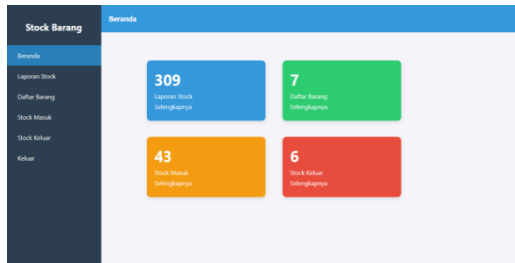 Stock Barang
Beranda
Beranda
Laporan Stock
Daftar Barang
Stock Masuk
Stock Keluar
Keluar
309
Laporan Stock
Selengkapnya
7
Daftar Barang
Selengkapnya
43
Stock Masuk
Selengkapnya
6
Stock Keluar
Selengkapnya